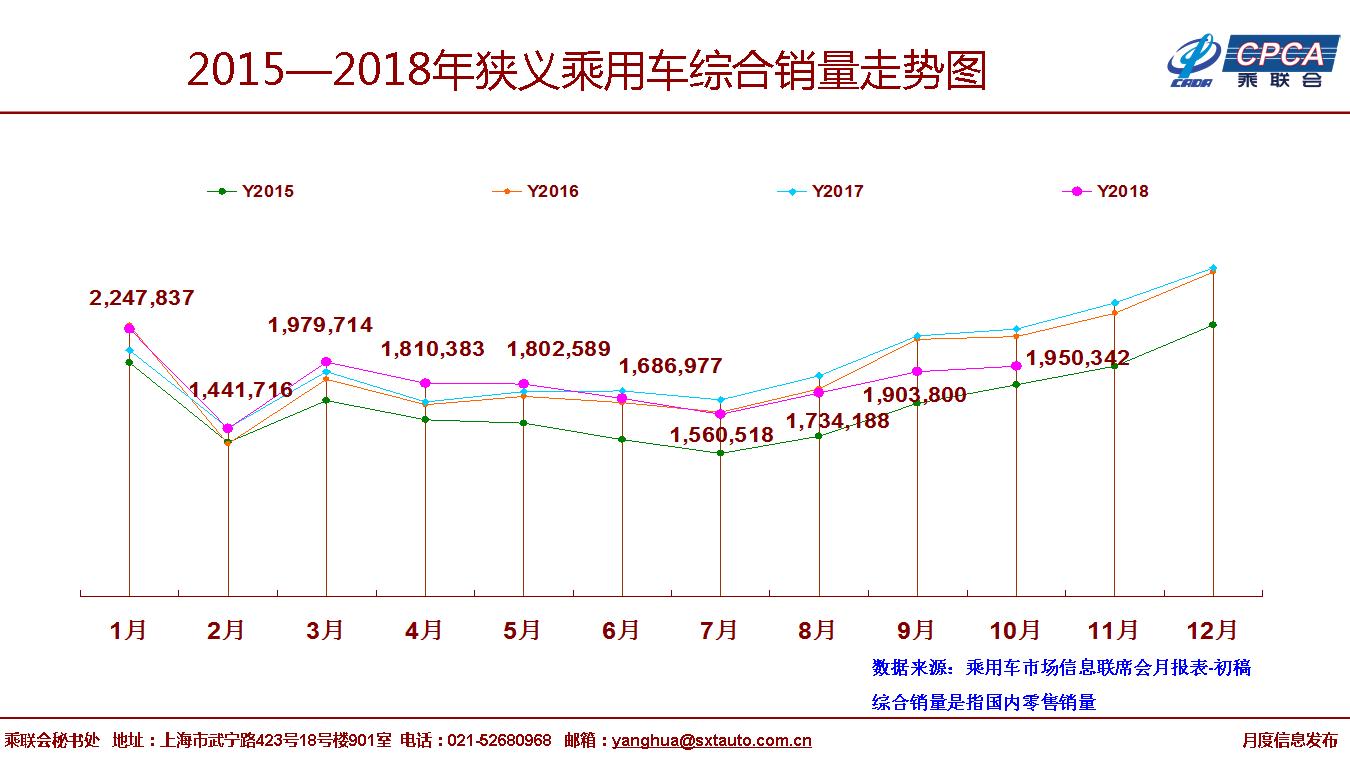 2015—2018年狭义乘用车综合销量走势图
CADA
CPCA
乘联会
Y2015 Y2016 Y2017 Y2018
2,247,837
1,441,716
1,979,714
1,810,383
1,802,589
1,686,977
1,560,518
1,734,188
1,903,800
1,950,342
1月 2月 3月 4月 5月 6月 7月 8月 9月 10月 11月 12月
数据来源：乘用车市场信息联席会月报表-初稿
综合销量是指国内零售销量
乘联会秘书处 地址：上海市武宁路423号18号楼901室 电话：021-52680968 邮箱：yanghua@sxtauto.com.cn
月度信息发布